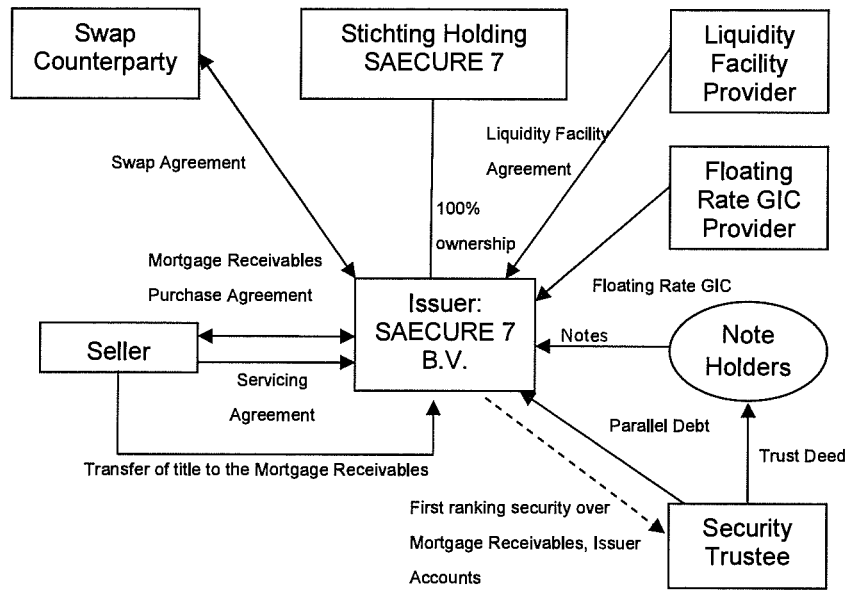 Swap
Counterparty
Stichting Holding
SAECURE 7
Liquidity
Facility
Provider
Swap Agreement
Liquidity Facility
Agreement
Floating
Rate GIC
Provider
100%
ownership
Mortgage Receivables
Purchase Agreement
Floating Rate GIC
Issuer:
SAECURE 7
B.V.
Seller
Notes
Note
Holders
Servicing
Agreement
Parallel Debt
Trust Deed
Transfer of title to the Mortgage Receivables
First ranking security over
Mortgage Receivables, Issuer
Accounts
Security
Trustee